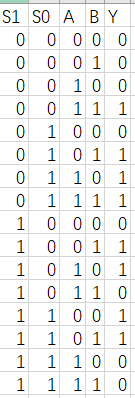 S1 S0 A B Y
0 0 0 0 0
0 0 0 1 0
0 0 1 0 0
0 0 1 1 1
0 1 0 0 0
0 1 0 1 1
0 1 1 0 1
0 1 1 1 1
1 0 0 0 0
1 0 0 1 1
1 0 1 0 1
1 0 1 1 0
1 1 0 0 1
1 1 0 1 1
1 1 1 0 0
1 1 1 1 0